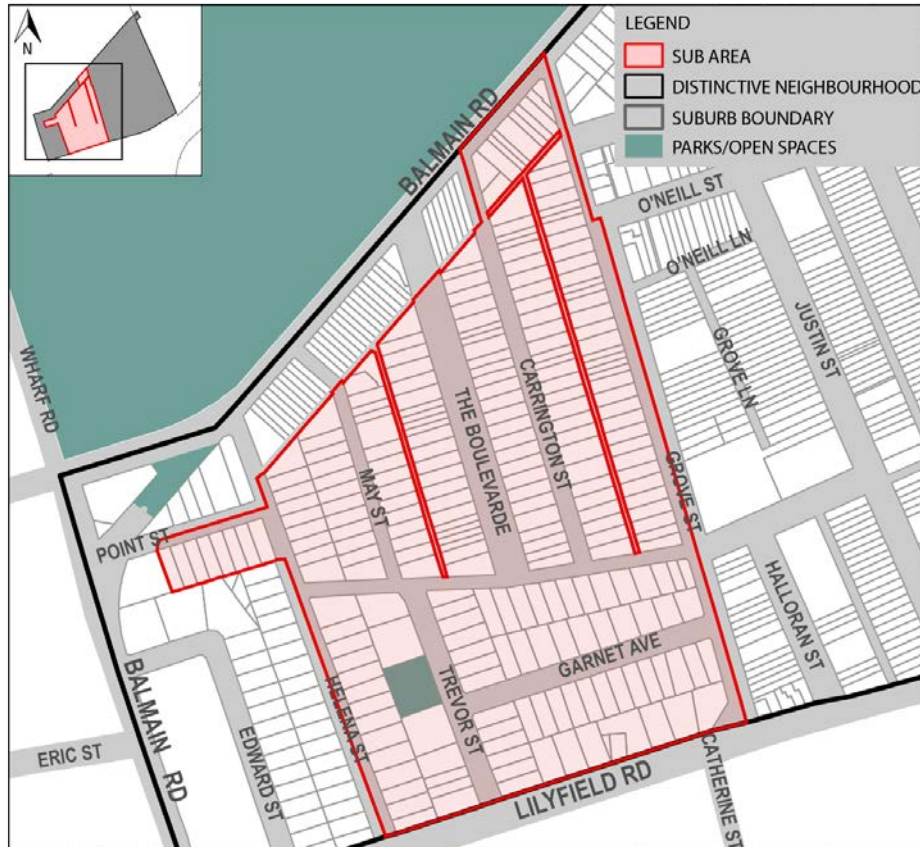 N
LEGEND
SUB AREA
DISTINCTIVE NEIGHBOURHOOD
SUBURB BOUNDARY
PARKS/OPEN SPACES
BALMAIN RD
O'NEILL ST
O'NEILL LN
JUSTIN ST
GROVE LN
WHARF RD
CARRINGTON ST
THE BOULEVARDE
MAY ST
GROVE ST
POINT ST
HALLORAN ST
GARNET AVE
TREVOR ST
HELENA ST
BALMAIN RD
EDWARD ST
ERIC ST
LILYFIELD RD
CATHERINE ST